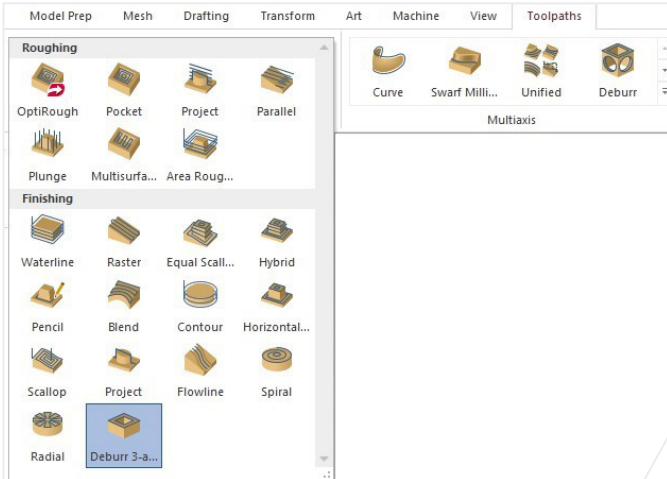 Model Prep Mesh Drafting Transform Art Machine View Toolpaths
Roughing
OptiRough Pocket Project Parallel
Plunge Multisurfa... Area Roug...
Finishing
Waterline Raster Equal Scall... Hybrid
Pencil Blend Contour Horizontal...
Scallop Project Flowline Spiral
Radial Deburr 3-a...
Curve Swarf Milli... Unified Deburr
Multiaxis